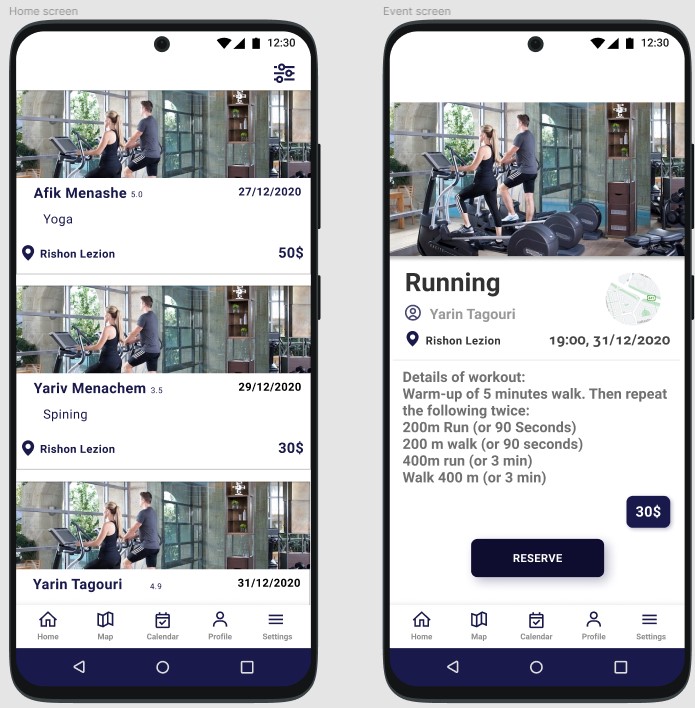 Home screen
12:30
Afik Menashe 5.0
27/12/2020
Yoga
Rishon Lezion
50$
Yariv Menachem 3.5
29/12/2020
Spining
Rishon Lezion
30$
Yarin Tagouri 4.9
31/12/2020
Home Map Calendar Profile Settings
Event screen
12:30
Running
Yarin Tagouri
Rishon Lezion
19:00, 31/12/2020
Details of workout:
Warm-up of 5 minutes walk. Then repeat
the following twice:
200m Run (or 90 Seconds)
200 m walk (or 90 seconds)
400m run (or 3 min)
Walk 400 m (or 3 min)
30$
RESERVE
Home Map Calendar Profile Settings